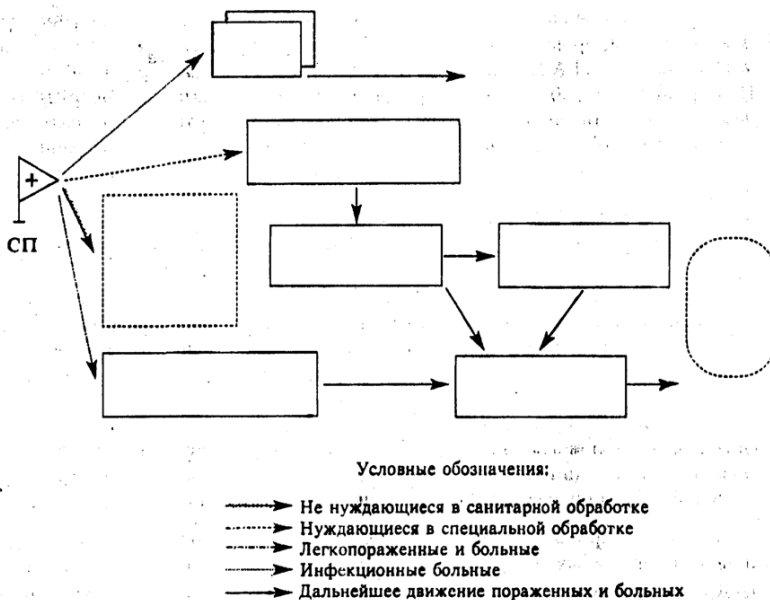 +
СП
Условные обозначения:
Не нуждающиеся в санитарной обработке
Нуждающиеся в специальной обработке
Легкопораженные и больные
Инфекционные больные
Дальнейшее движение пораженных и больных